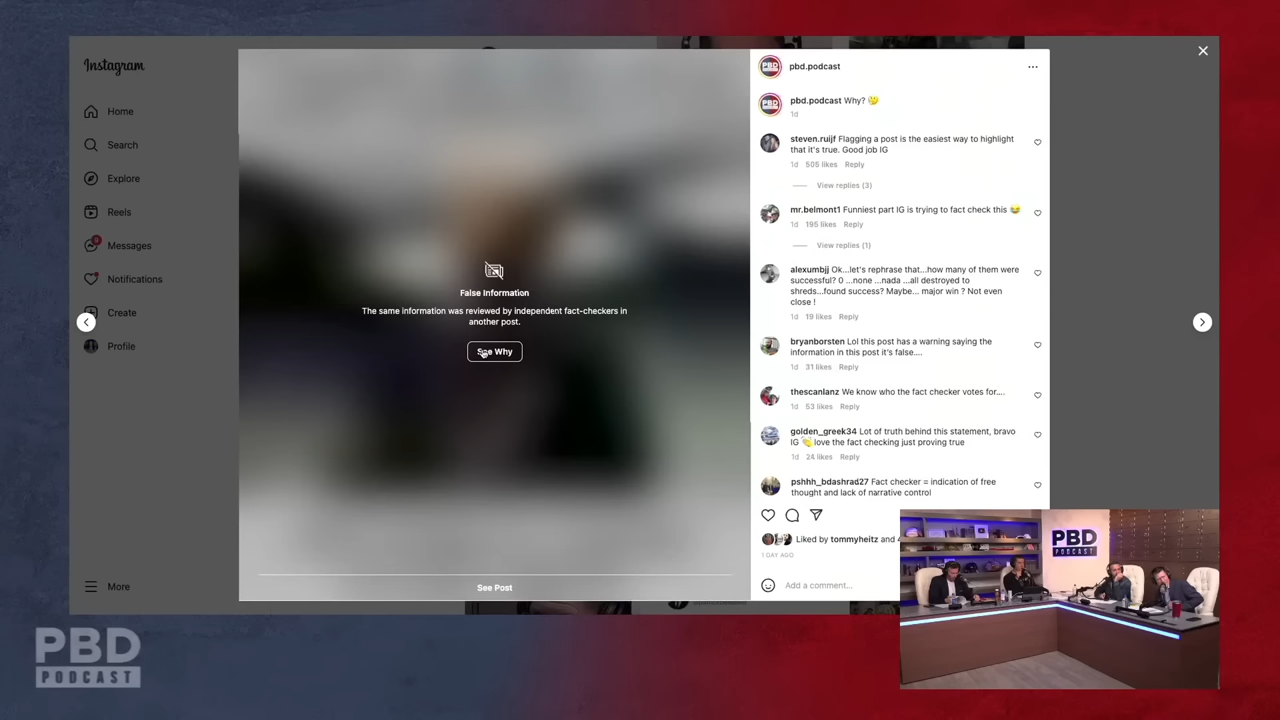 Instagram
Home
Search
Explore
Reels
Messages
Notifications
Create
Profile
More
False Information
The same information was reviewed by independent fact-checkers in
another post.
See Why
See Post
pbd.podcast
pbd.podcast Why? 🤔
1d
steven.ruijf Flagging a post is the easiest way to highlight
that it's true. Good job IG
1d 505 likes Reply
View replies (3)
mr.belmont1 Funniest part IG is trying to fact check this 😂
1d 195 likes Reply
View replies (1)
alexumbjj Ok...let's rephrase that...how many of them were
successful? 0 ...none ...nada ...all destroyed to
shreds...found success? Maybe... major win ? Not even
close !
1d 19 likes Reply
bryanborsten Lol this post has a warning saying the
information in this post it's false....
1d 31 likes Reply
thescanlanz We know who the fact checker votes for....
1d 53 likes Reply
golden_greek34 Lot of truth behind this statement, bravo
IG 👏 love the fact checking just proving true
1d 24 likes Reply
pshhh_bdashrad27 Fact checker = indication of free
thought and lack of narrative control
Liked by tommyheitz and
1 DAY AGO
Add a comment...
PBD
PODCAST
PBD
PODCAST